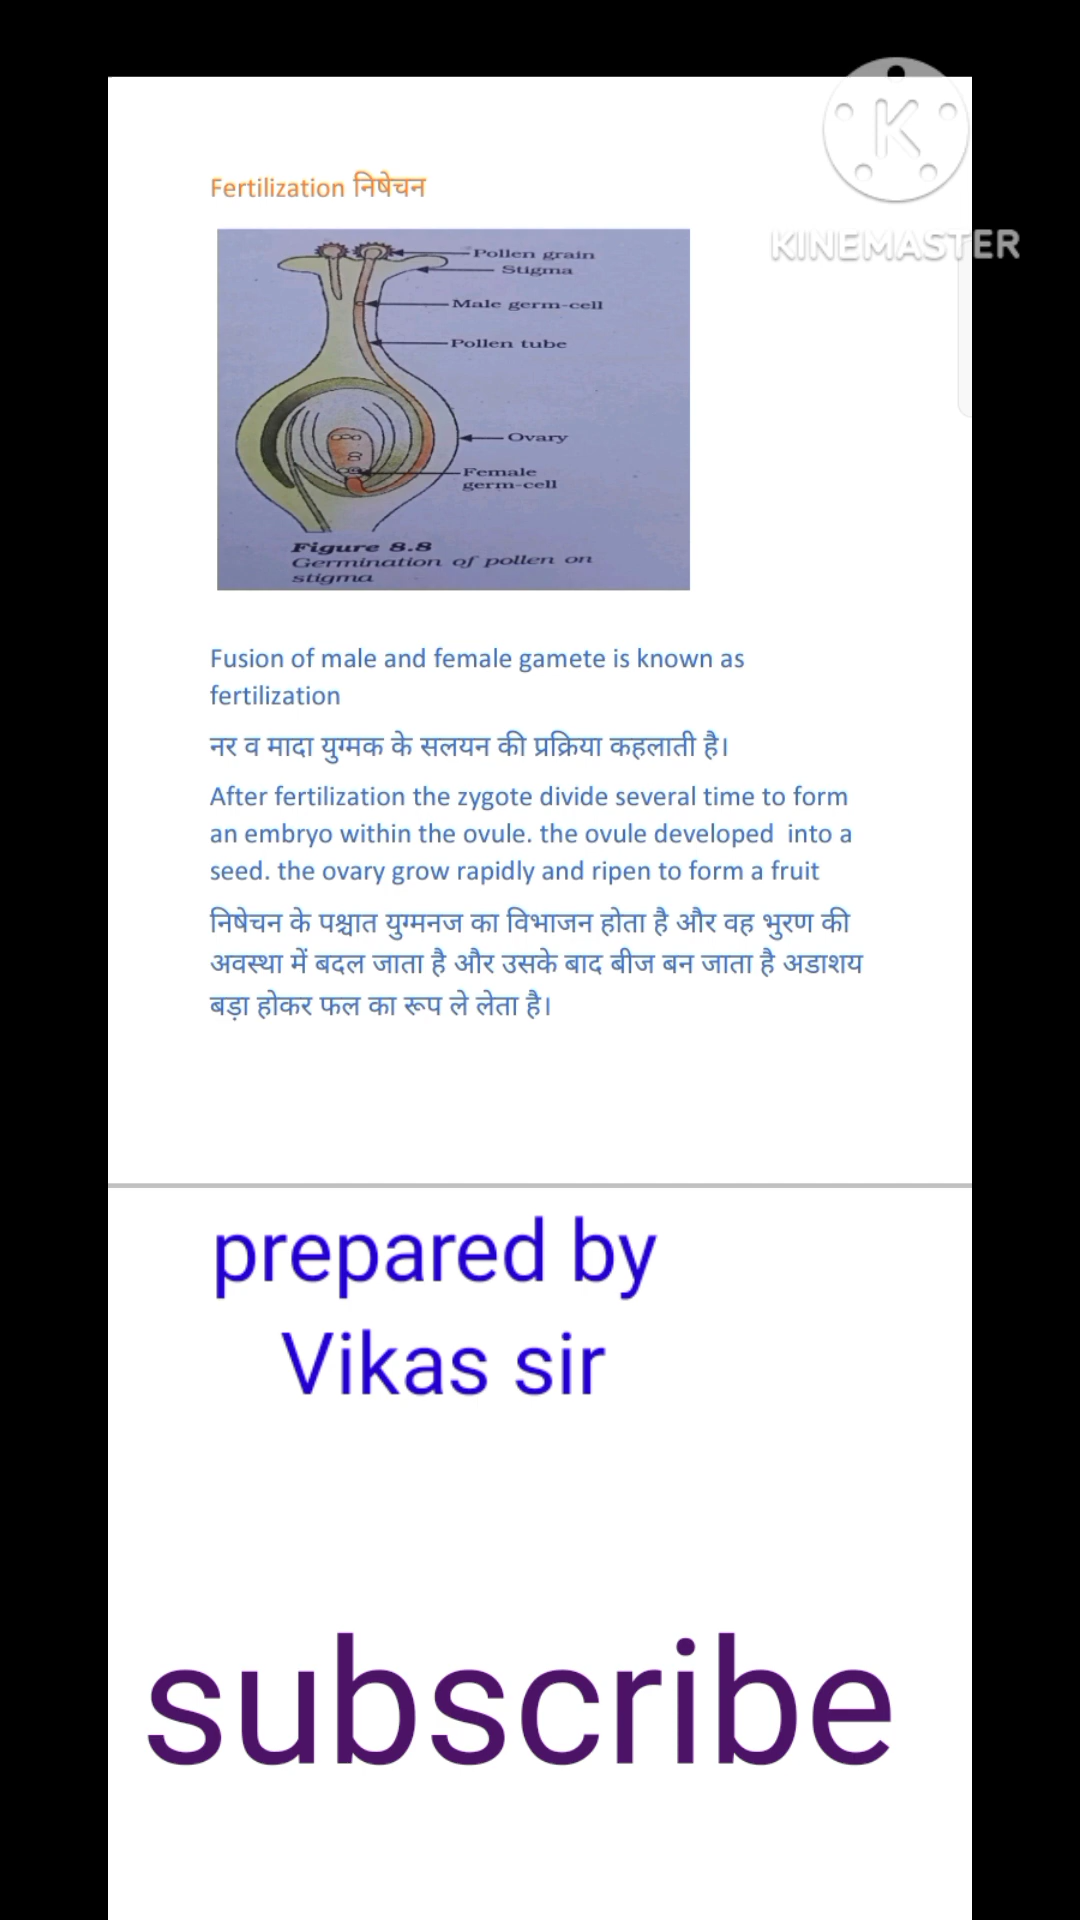 K
KINEMASTER
Fertilization निषेचन
Pollen grain
Stigma
Male germ-cell
Pollen tube
Ovary
Female
germ-cell
Figure 8.8
Germination of pollen on
stigma
Fusion of male and female gamete is known as
fertilization
नर व मादा युग्मक के सलयन की प्रक्रिया कहलाती है।
After fertilization the zygote divide several time to form
an embryo within the ovule. the ovule developed  into a
seed. the ovary grow rapidly and ripen to form a fruit
निषेचन के पश्चात युग्मनज का विभाजन होता है और वह भुरण की
अवस्था में बदल जाता है और उसके बाद बीज बन जाता है अडाशय
बड़ा होकर फल का रूप ले लेता है।
prepared by
Vikas sir
subscribe